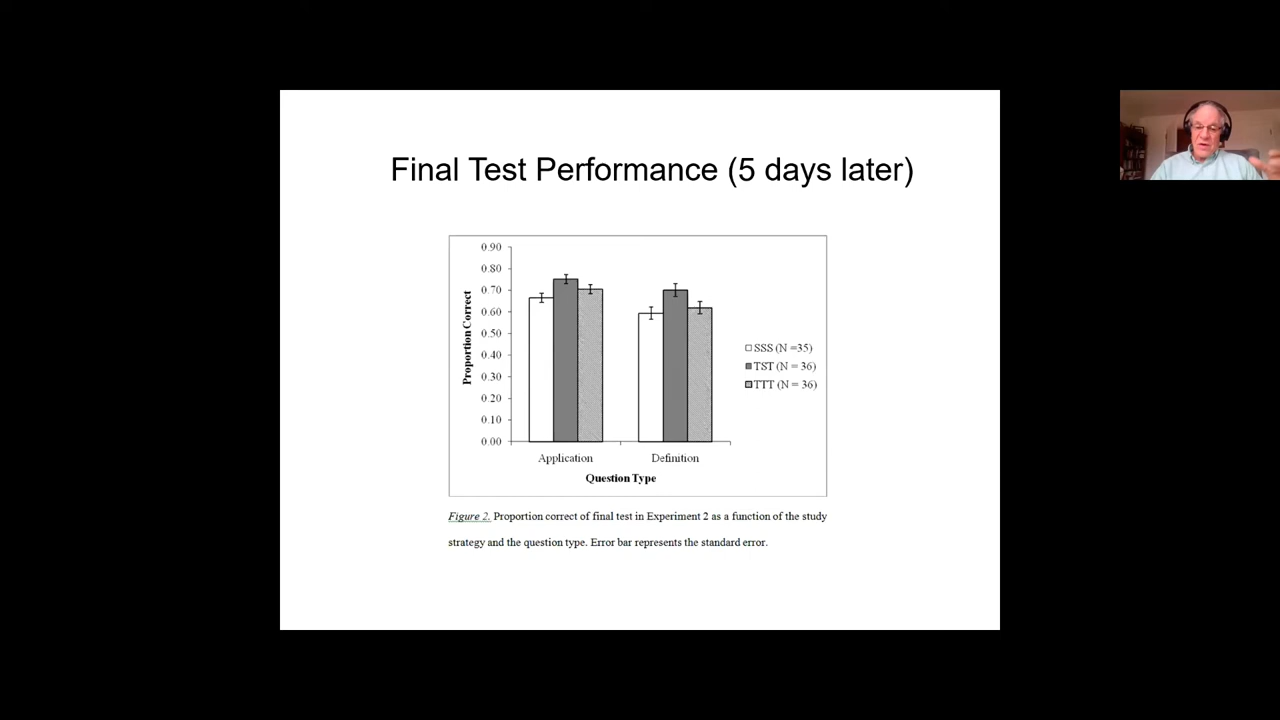 Final Test Performance (5 days later)
0.90
0.80
0.70
0.60
0.50
0.40
0.30
0.20
0.10
0.00
Proportion Correct
Application
Definition
Question Type
SSS (N =35)
TST (N = 36)
TTT (N = 36)
Figure 2. Proportion correct of final test in Experiment 2 as a function of the study
strategy and the question type. Error bar represents the standard error.